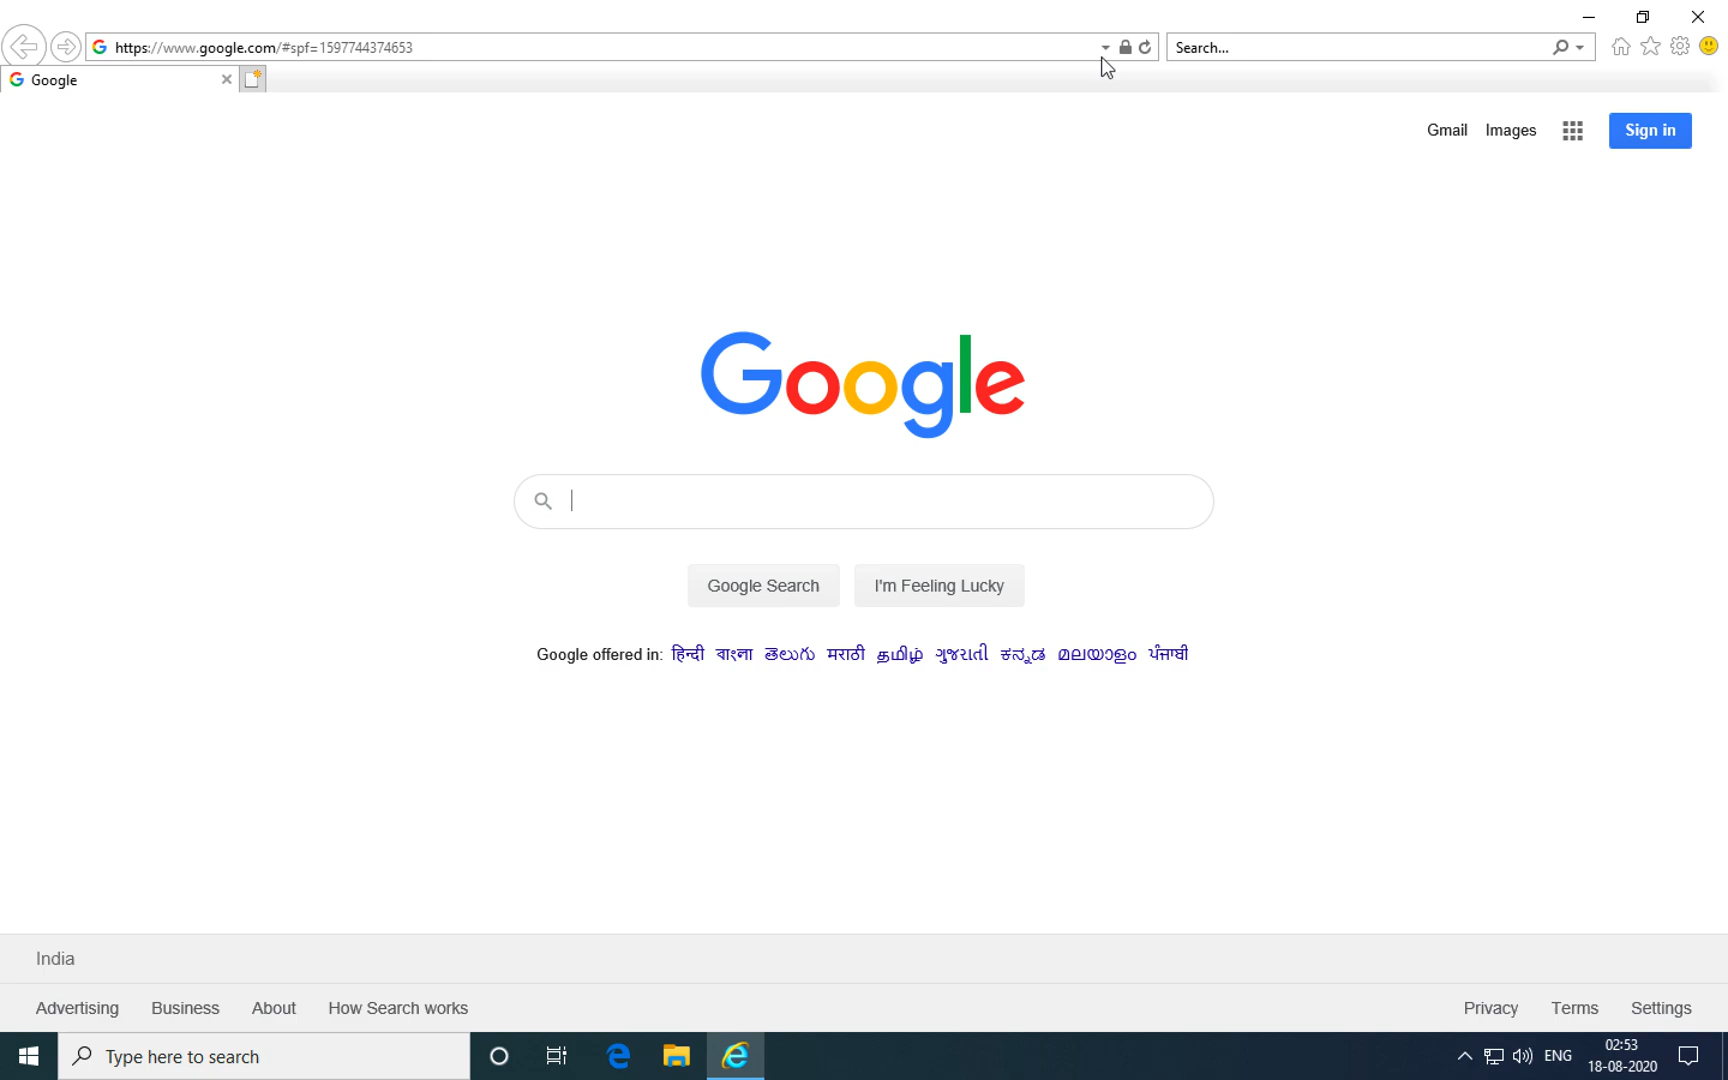 https://www.google.com/#spf=1597744374653
Search...
Google
Gmail Images Sign in
Google
Google Search I'm Feeling Lucky
Google offered in: हिन्दी বাংলা తెలుగు मराठी தமிழ் ગુજરાતી ಕನ್ನಡ മലയാളം ਪੰਜਾਬੀ
India
Advertising Business About How Search works Privacy Terms Settings
Type here to search
ENG
02:53
18-08-2020